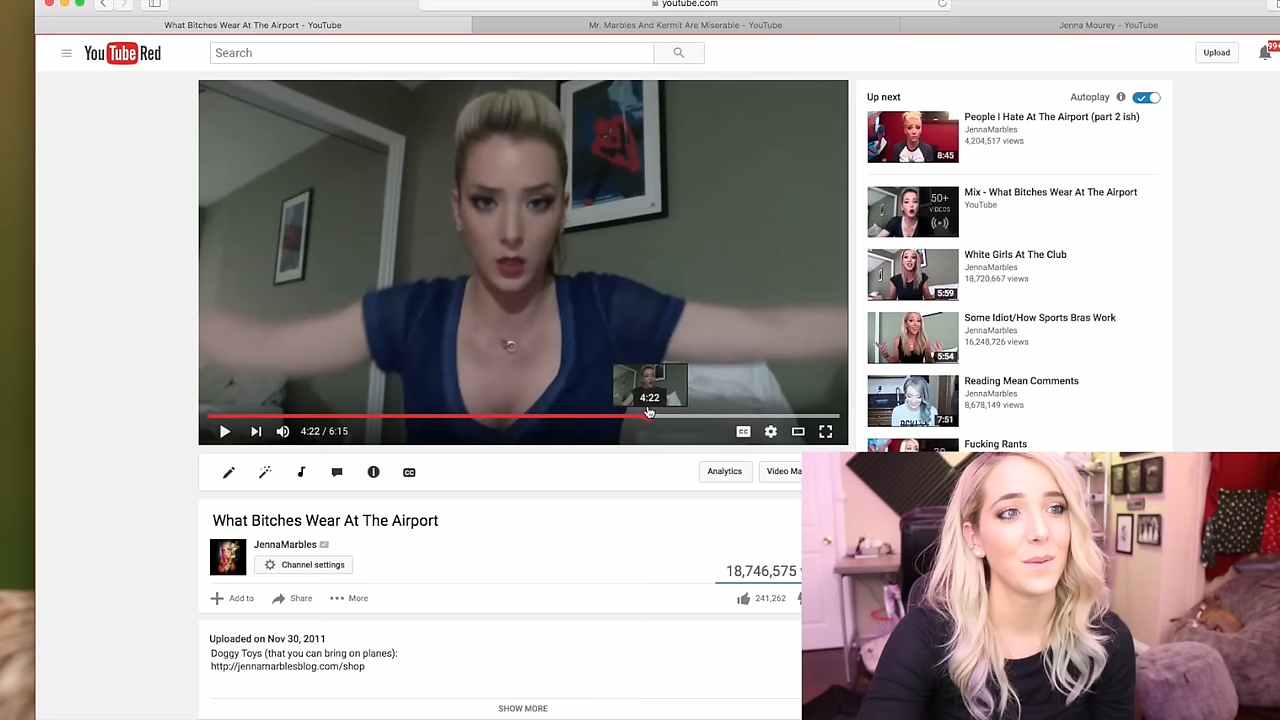 youtube.com
What Bitches Wear At The Airport - YouTube
Mr. Marbles And Kermit Are Miserable - YouTube
Jenna Mourey - YouTube
YouTube Red
Search
Upload
99+
Up next
Autoplay
People I Hate At The Airport (part 2 ish)
JennaMarbles
4,204,517 views
8:45
Mix - What Bitches Wear At The Airport
YouTube
50+
VIDEOS
White Girls At The Club
JennaMarbles
18,720,667 views
5:59
Some Idiot/How Sports Bras Work
JennaMarbles
16,248,726 views
5:54
Reading Mean Comments
JennaMarbles
8,678,149 views
7:51
Fucking Rants
4:22
4:22 / 6:15
CC
CC
Analytics
Video Ma
What Bitches Wear At The Airport
JennaMarbles
Channel settings
18,746,575
Add to
Share
More
241,262
Uploaded on Nov 30, 2011
Doggy Toys (that you can bring on planes):
http://jennamarblesblog.com/shop
SHOW MORE